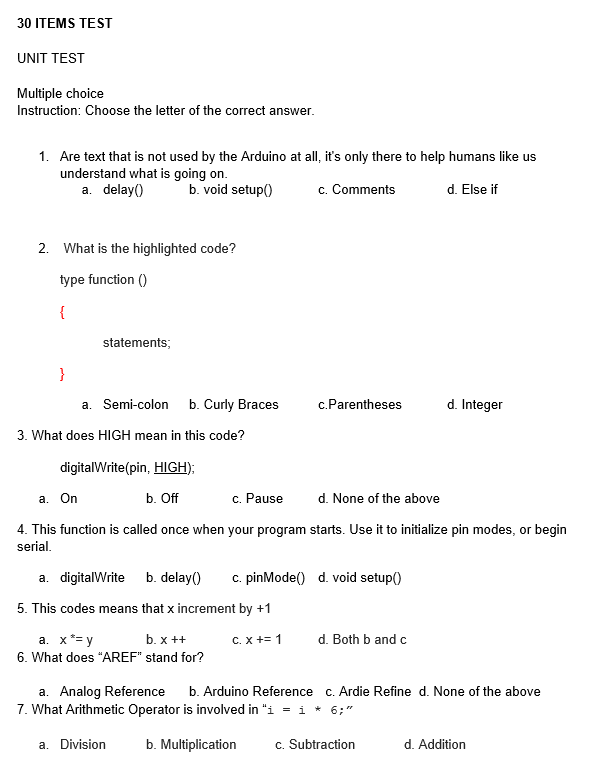 30 ITEMS TEST
UNIT TEST
Multiple choice
Instruction: Choose the letter of the correct answer.
1. Are text that is not used by the Arduino at all, it's only there to help humans like us
understand what is going on.
a. delay() b. void setup() c. Comments d. Else if
2. What is the highlighted code?
type function ()
{
statements;
}
a. Semi-colon b. Curly Braces c.Parentheses d. Integer
3. What does HIGH mean in this code?
digitalWrite(pin, HIGH);
a. On b. Off c. Pause d. None of the above
4. This function is called once when your program starts. Use it to initialize pin modes, or begin
serial.
a. digitalWrite b. delay() c. pinMode() d. void setup()
5. This codes means that x increment by +1
a. x *= y b. x ++ c. x += 1 d. Both b and c
6. What does “AREF” stand for?
a. Analog Reference b. Arduino Reference c. Ardie Refine d. None of the above
7. What Arithmetic Operator is involved in “i = i * 6;”
a. Division b. Multiplication c. Subtraction d. Addition